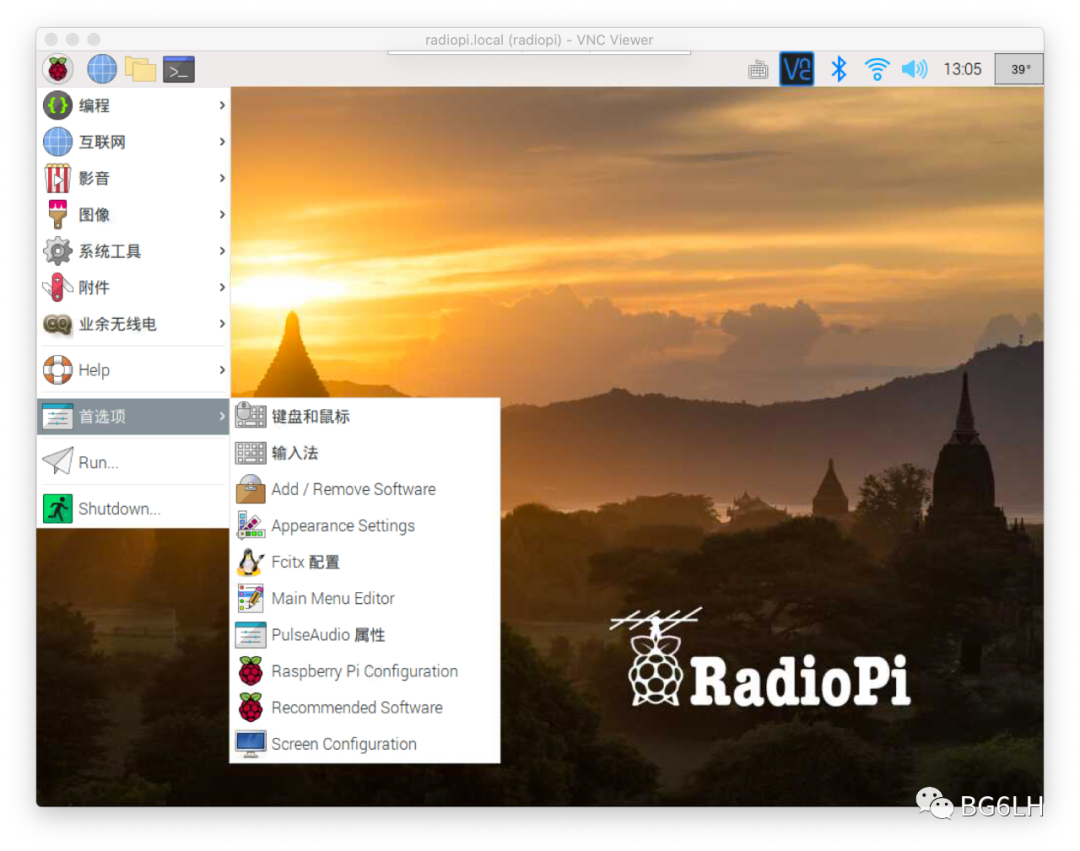 radiopi.local (radiopi) - VNC Viewer
13:05
39°
编程
互联网
影音
图像
系统工具
附件
业余无线电
Help
首选项
Run...
Shutdown...
键盘和鼠标
输入法
Add / Remove Software
Appearance Settings
Fcitx 配置
Main Menu Editor
PulseAudio 属性
Raspberry Pi Configuration
Recommended Software
Screen Configuration
RadioPi
BG6LH